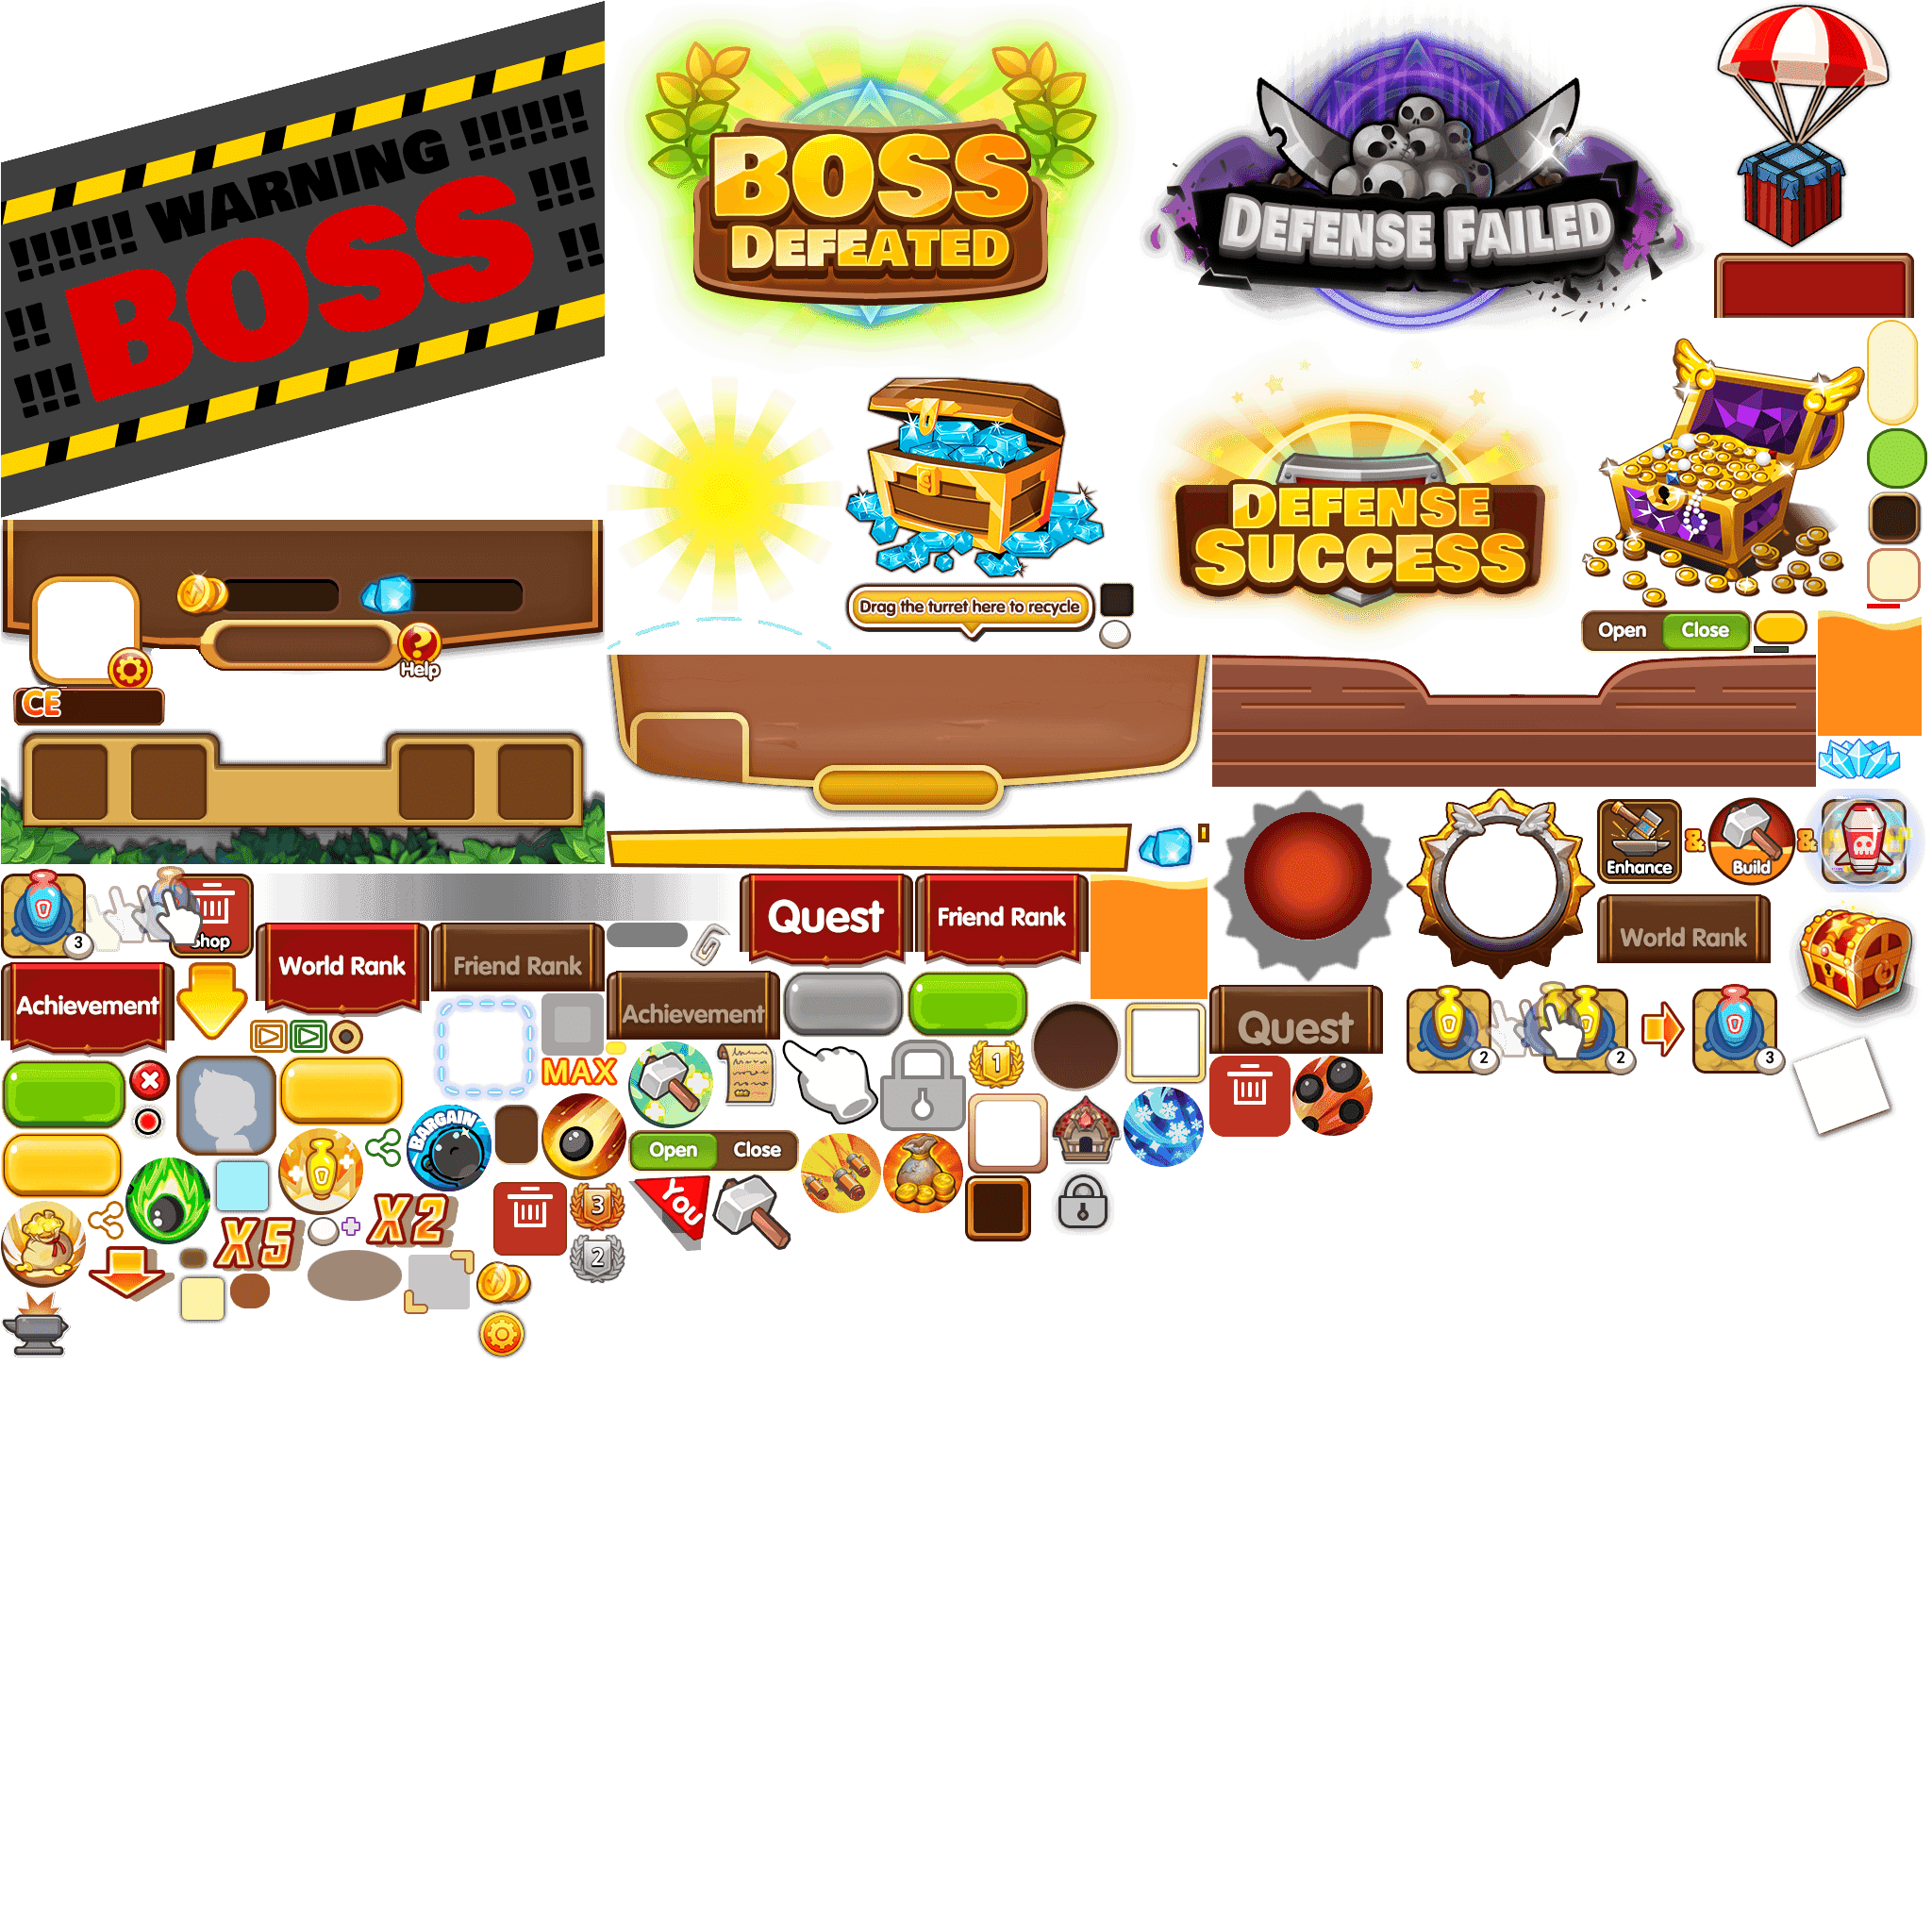 !!!!!! WARNING !!!!!!
!! BOSS !!!
!!! !!
BOSS
DEFEATED
DEFENSE FAILED
DEFENSE
SUCCESS
Drag the turret here to recycle
Open Close
Help
CE
Enhance & Build &
3
Shop
Quest
Friend Rank
World Rank
Friend Rank
World Rank
Achievement
Achievement
Quest
2
2
3
MAX
1
BARGAIN
Open Close
YOU
X5
X2
3
2